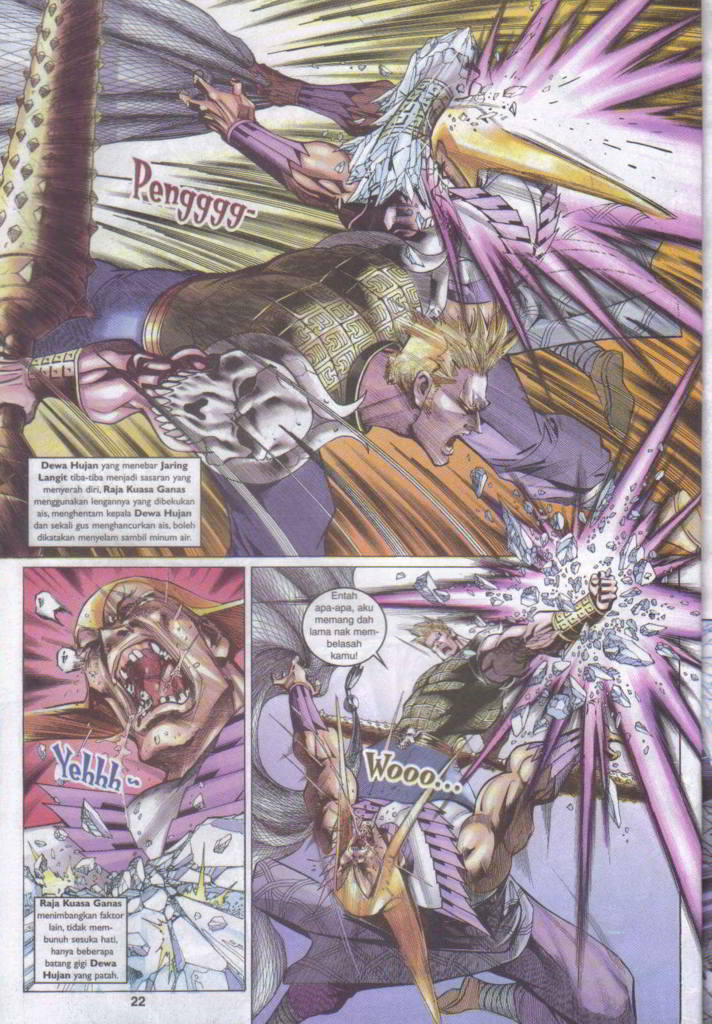 Pengggg~
Dewa Hujan yang menebar Jaring
Langit tiba-tiba menjadi sasaran yang
menyerah diri, Raja Kuasa Ganas
menggunakan lengannya yang dibekukan
ais, menghentam kepala Dewa Hujan
dan sekali gus menghancurkan ais, boleh
dikatakan menyelam sambil minum air.
Yehhh~
Raja Kuasa Ganas
menimbangkan faktor
lain, tidak mem-
bunuh sesuka hati,
hanya beberapa
batang gigi Dewa
Hujan yang patah.
Entah
apa-apa, aku
memang dah
lama nak mem-
belasah
kamu!
Wooo...
22